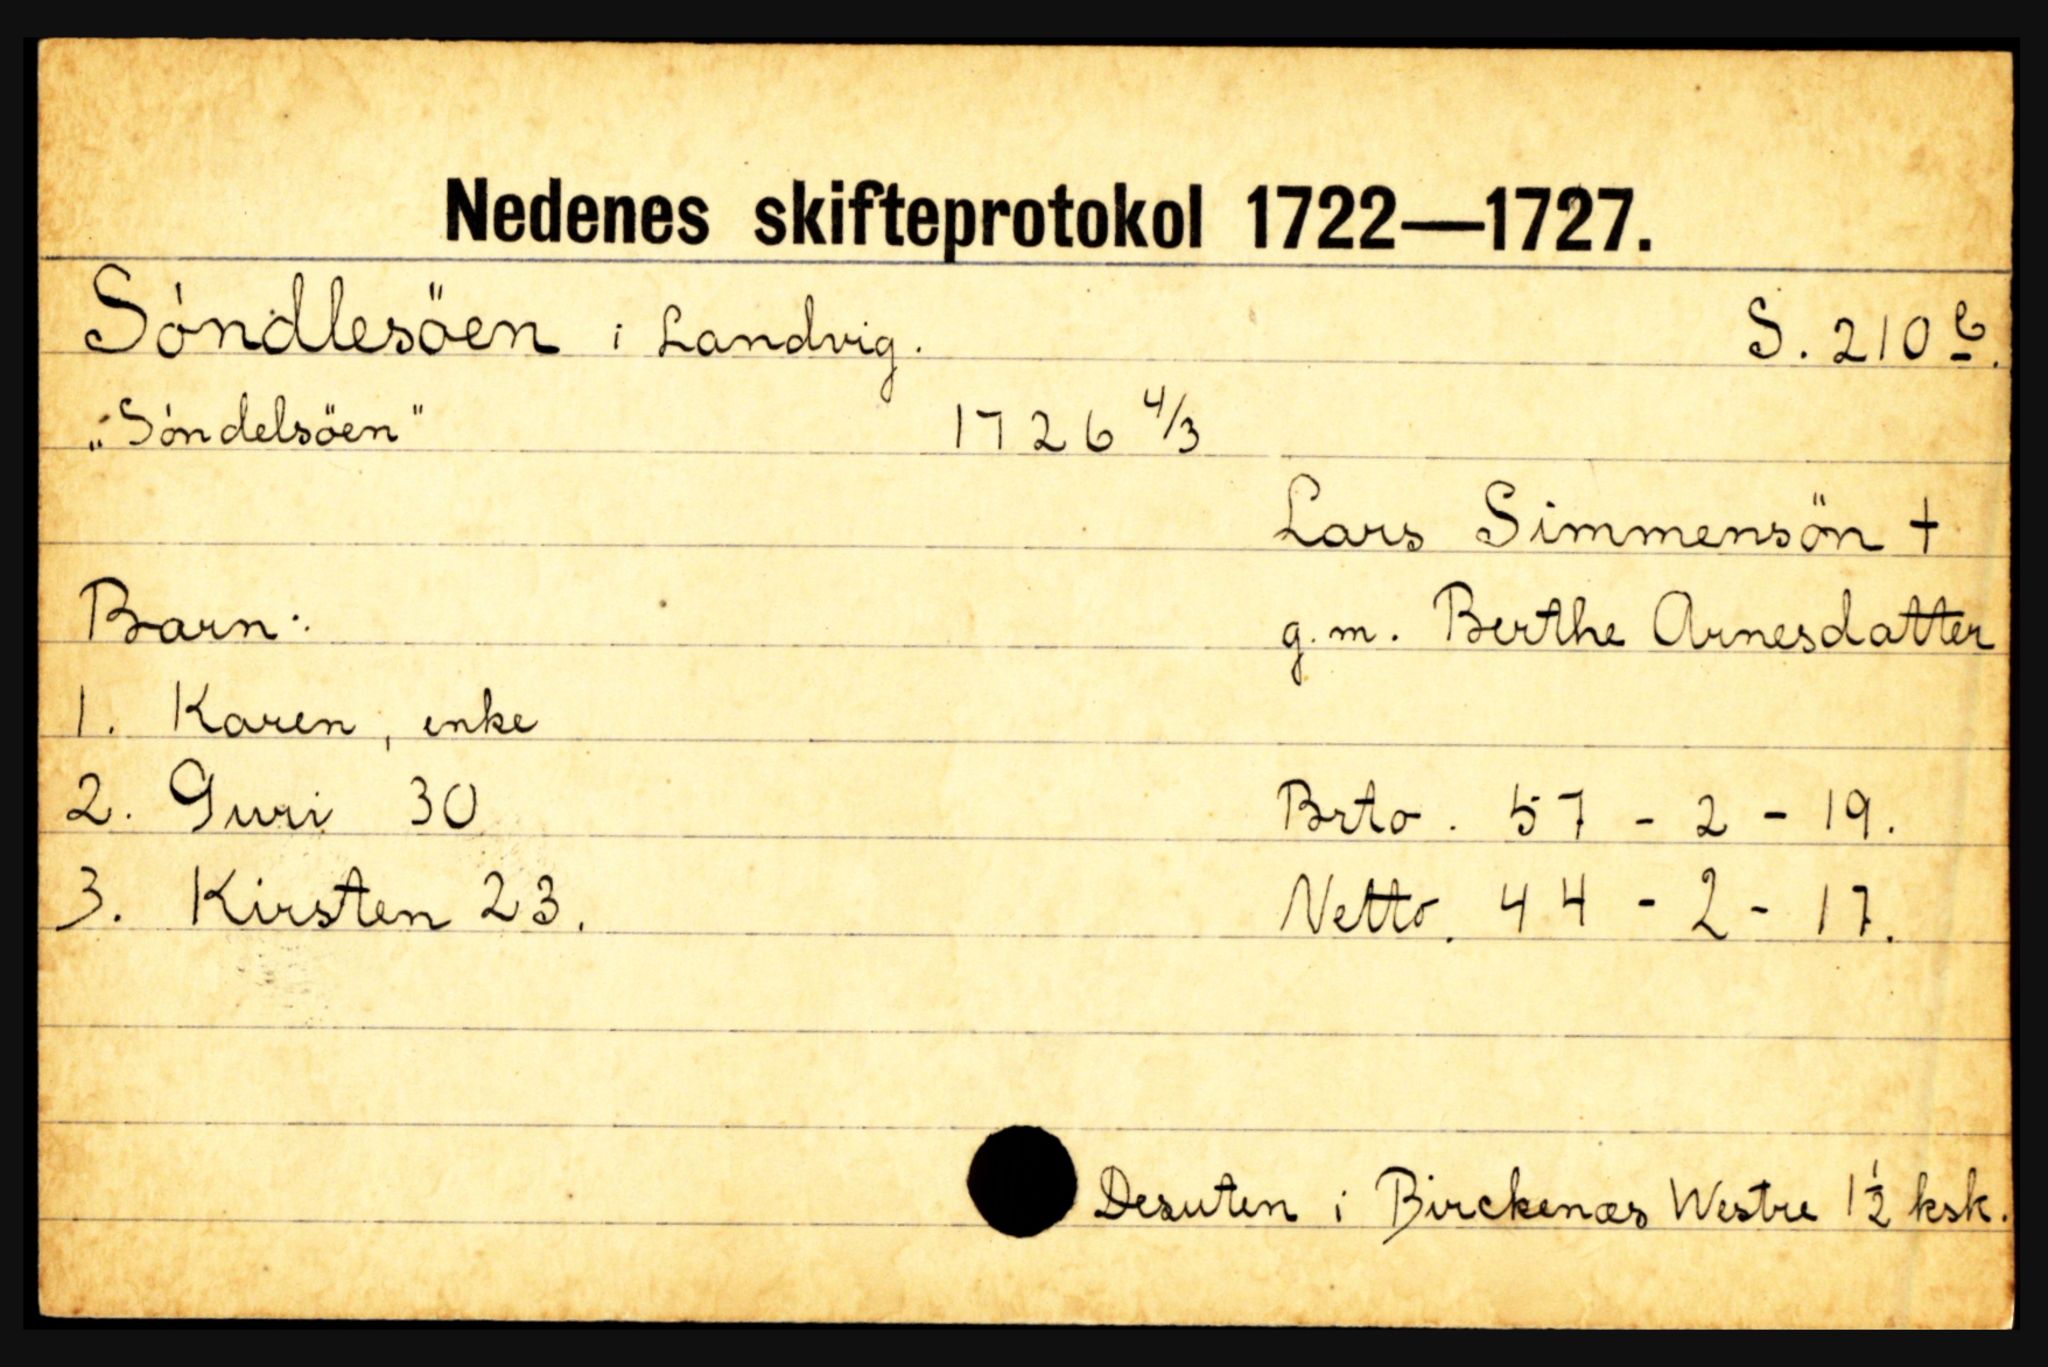 Nedenes skifteprotokol 1722—1727.
Söndlesöen i Landvig. S. 210 b.
„Söndelsöen" 1726 4/3
Lars Simmensön +
Barn: g.m. Berthe Arnesdatter
1. Karen, enke
2. Guri 30 Brto. 57 - 2 - 19.
3. Kirsten 23. Netto. 44 - 2 - 17.
Desuten i Birckenæs Westre 1½ ksk.